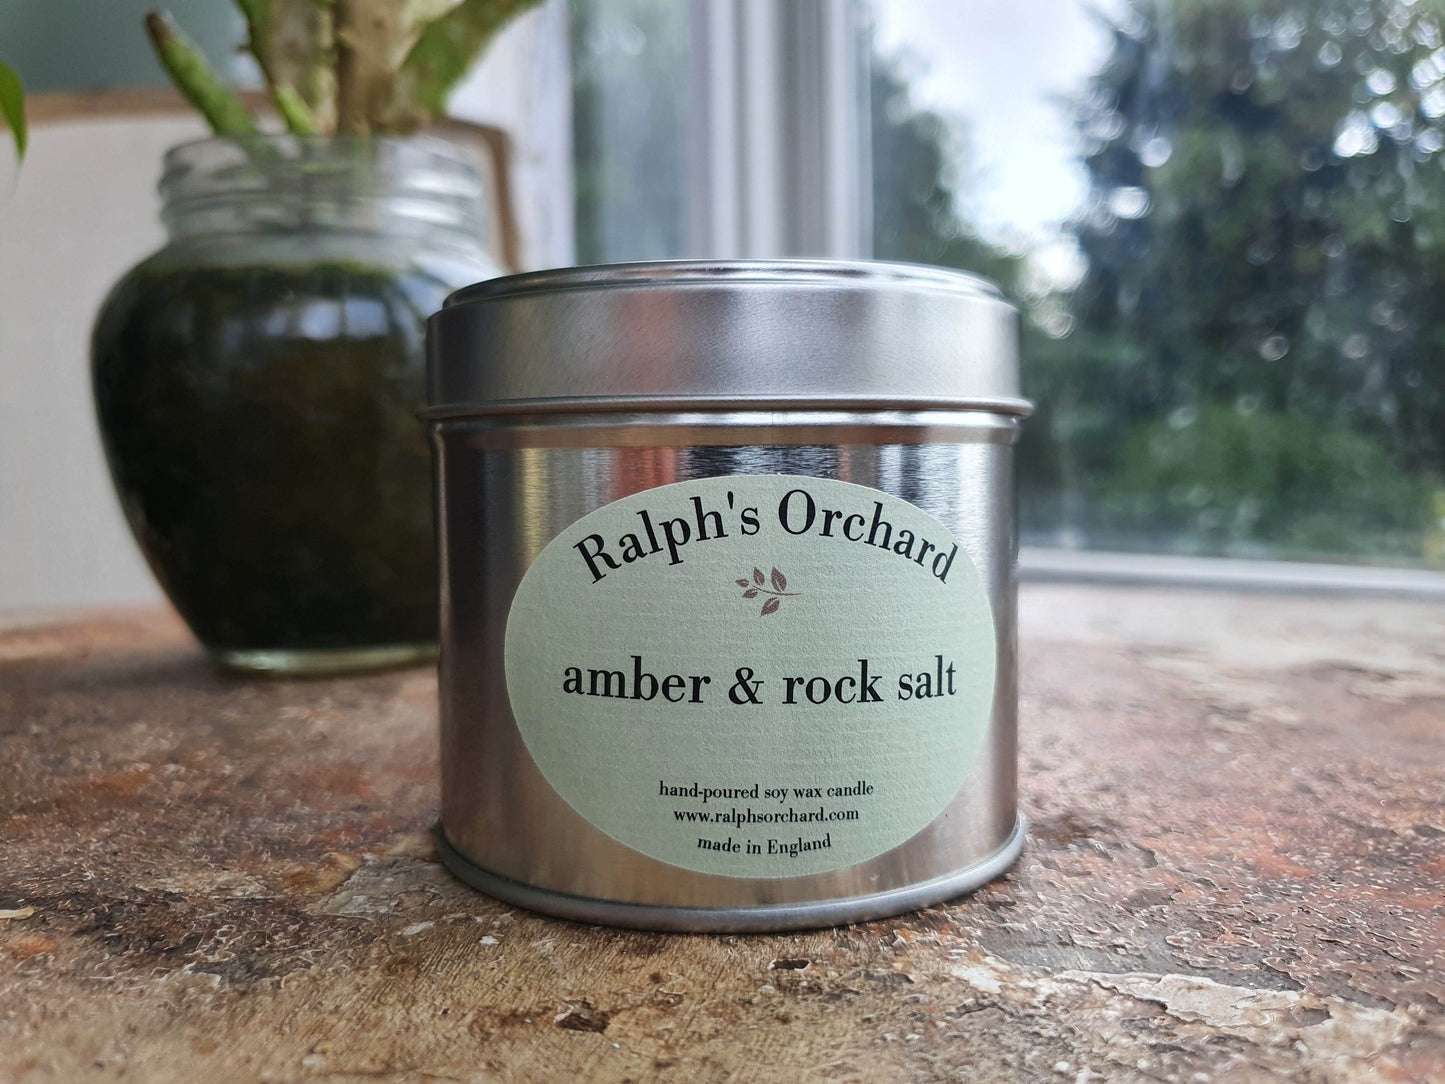 Ralph's Orchard
amber & rock salt
hand-poured soy wax candle
www.ralphsorchard.com
made in England